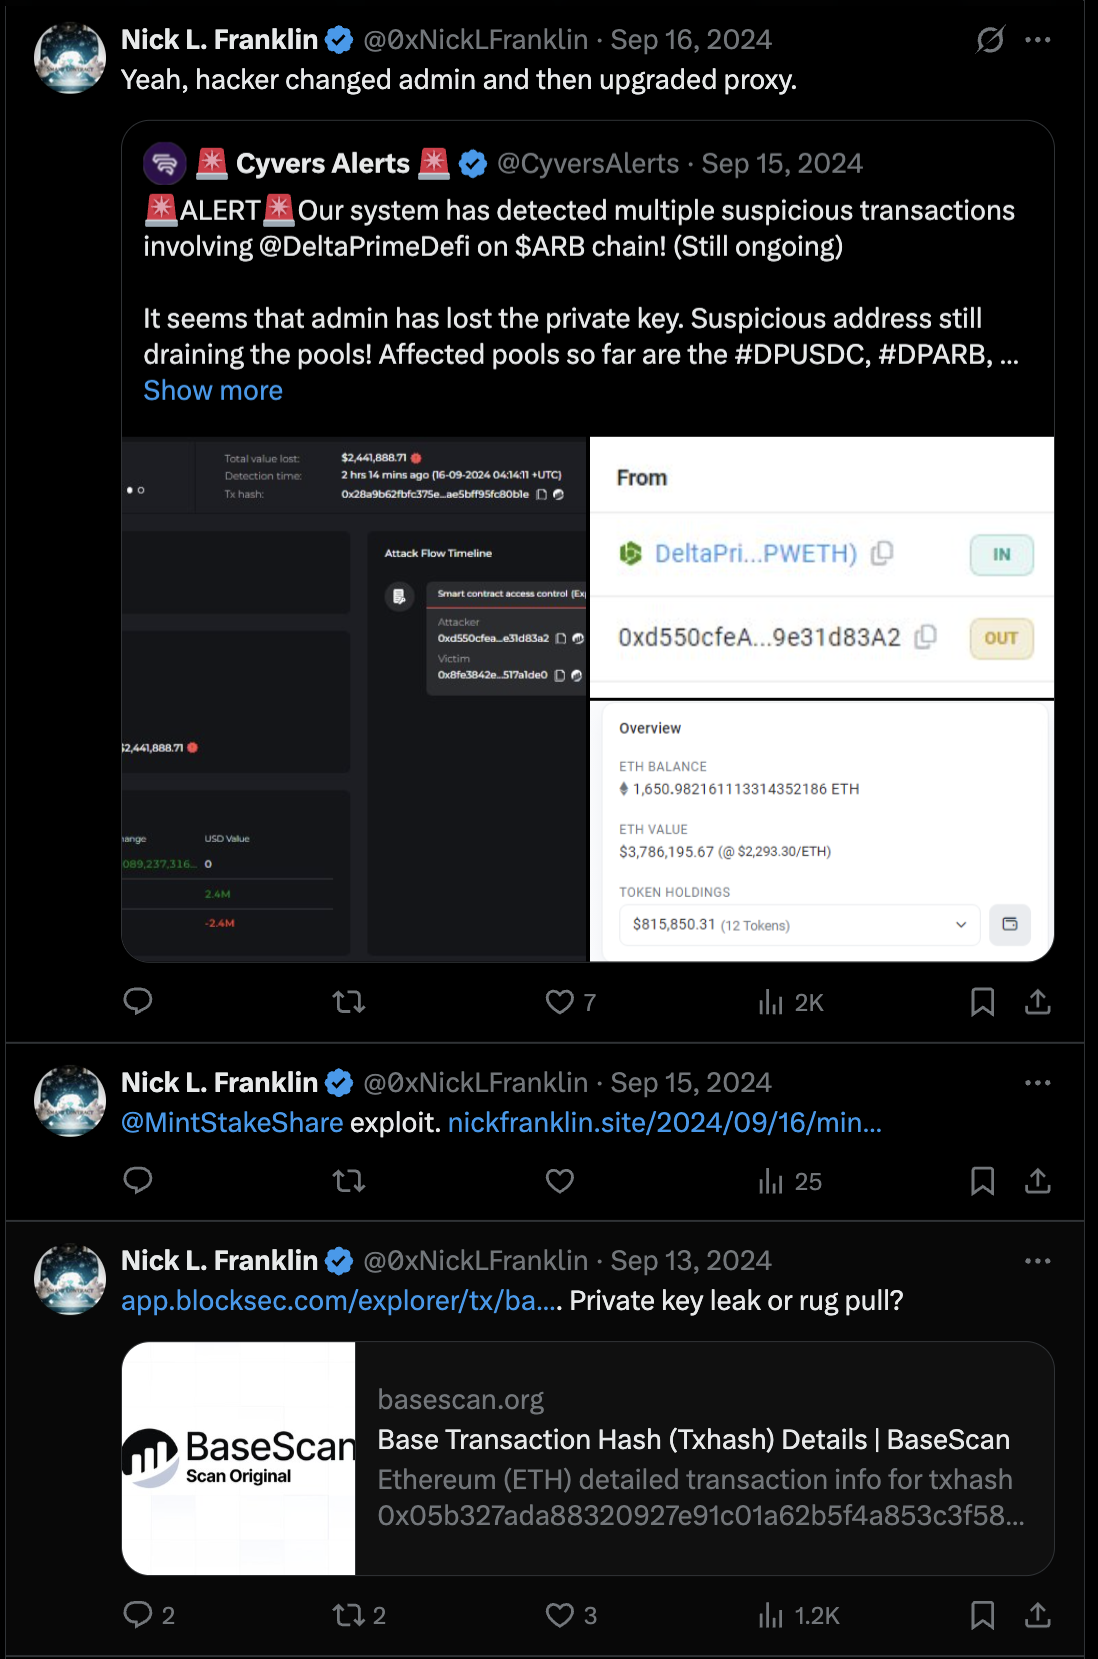 Nick L. Franklin @0xNickLFranklin · Sep 16, 2024
Yeah, hacker changed admin and then upgraded proxy.
🚨 Cyvers Alerts 🚨 @CyversAlerts · Sep 15, 2024
🚨ALERT🚨Our system has detected multiple suspicious transactions
involving @DeltaPrimeDefi on $ARB chain! (Still ongoing)
It seems that admin has lost the private key. Suspicious address still
draining the pools! Affected pools so far are the #DPUSDC, #DPARB, ...
Show more
Total value lost: $2,441,888.71
Detection time: 2 hrs 14 mins ago (16-09-2024 04:14:11 +UTC)
Tx hash: 0x28a9b62fbfc375e...ae5bff95fc80b1e
Attack Flow Timeline
Smart contract access control (Ex
Attacker
0xd550cfea...e31d83a2
Victim
0x8fe3842e...517a1de0
$2,441,888.71
ange USD Value
089,237,316... 0
2.4M
-2.4M
From
DeltaPri...PWETH) IN
0xd550cfeA...9e31d83A2 OUT
Overview
ETH BALANCE
1,650.982161113314352186 ETH
ETH VALUE
$3,786,195.67 (@ $2,293.30/ETH)
TOKEN HOLDINGS
$815,850.31 (12 Tokens)
7 2K
Nick L. Franklin @0xNickLFranklin · Sep 15, 2024
@MintStakeShare exploit. nickfranklin.site/2024/09/16/min...
25
Nick L. Franklin @0xNickLFranklin · Sep 13, 2024
app.blocksec.com/explorer/tx/ba.... Private key leak or rug pull?
BaseScan
Scan Original
basescan.org
Base Transaction Hash (Txhash) Details | BaseScan
Ethereum (ETH) detailed transaction info for txhash
0x05b327ada88320927e91c01a62b5f4a853c3f58...
2 2 3 1.2K